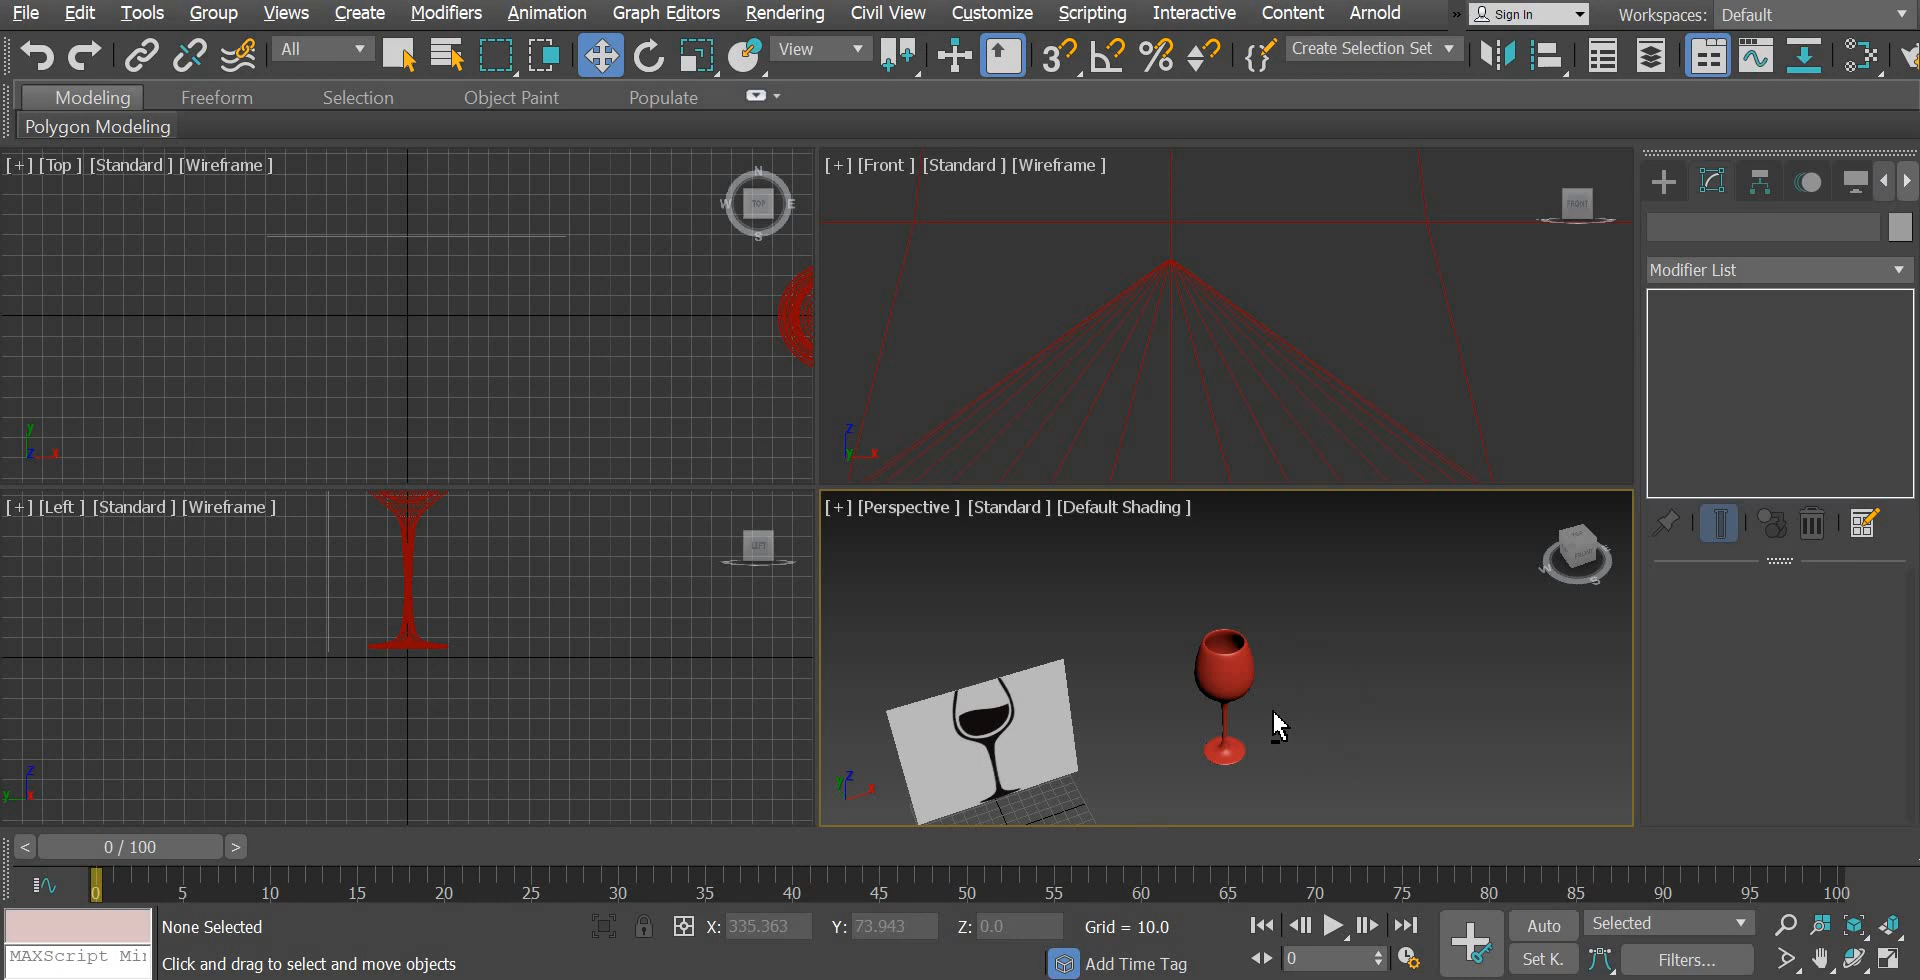 File Edit Tools Group Views Create Modifiers Animation Graph Editors Rendering Civil View Customize Scripting Interactive Content Arnold » Sign In Workspaces: Default
All View 3 Create Selection Set
Modeling Freeform Selection Object Paint Populate
Polygon Modeling
[+] [Top ] [Standard ] [Wireframe ]
N
W TOP E
S
y
z x
[+] [Front ] [Standard ] [Wireframe ]
FRONT
z
y x
Modifier List
[+] [Left ] [Standard ] [Wireframe ]
LEFT
z
y x
[+] [Perspective ] [Standard ] [Default Shading ]
FRONT
W S
y z
x
< 0 / 100 >
0 5 10 15 20 25 30 35 40 45 50 55 60 65 70 75 80 85 90 95 100
None Selected X: 335.363 Y: 73.943 Z: 0.0 Grid = 10.0 Auto Selected
MAXScript Mi
Click and drag to select and move objects Add Time Tag 0 Set K. Filters...